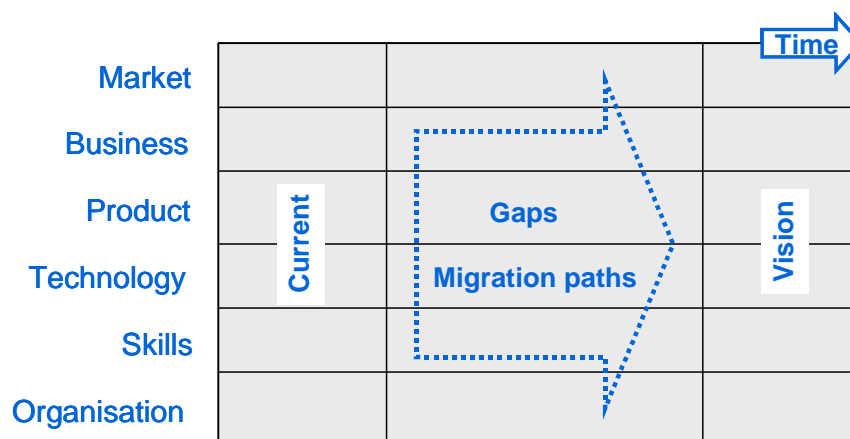 Time
Market
Business
Product
Technology
Skills
Organisation
Current
Gaps
Migration paths
Vision